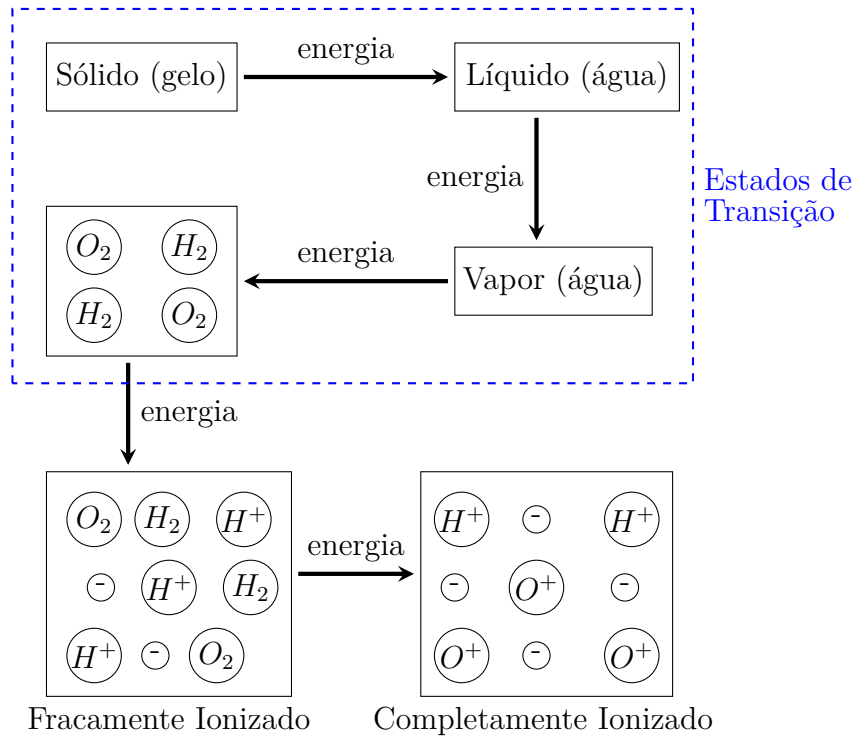 energia
Sólido (gelo)
Líquido (água)
energia
Estados de
Transição
O₂ H₂
energia
Vapor (água)
H₂ O₂
energia
O₂ H₂ H⁺
H⁺ - H⁺
energia
- H⁺ H₂
- O⁺ -
H⁺ - O₂
O⁺ - O⁺
Fracamente Ionizado
Completamente Ionizado